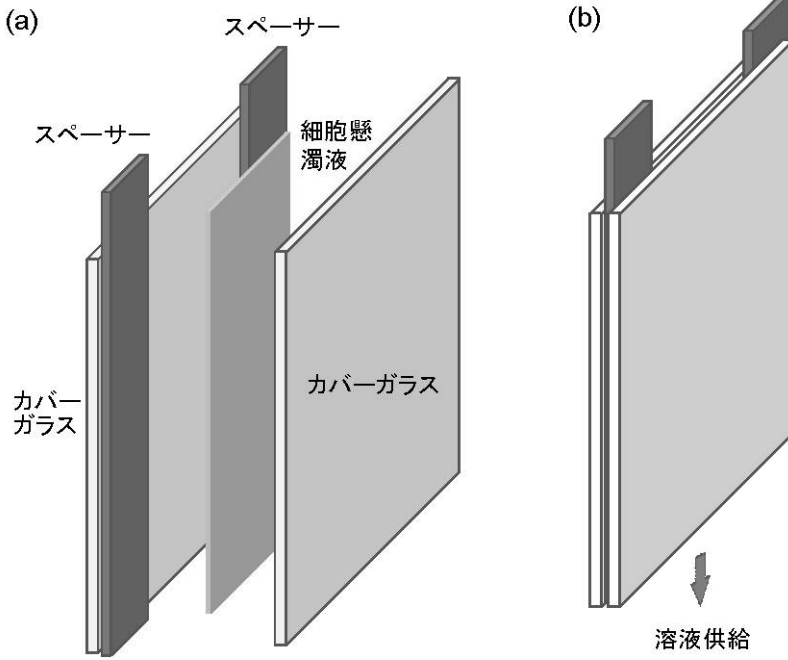 (a)
スペーサー
(b)
スペーサー
細胞懸
濁液
カバーガラス
カバー
ガラス
溶液供給